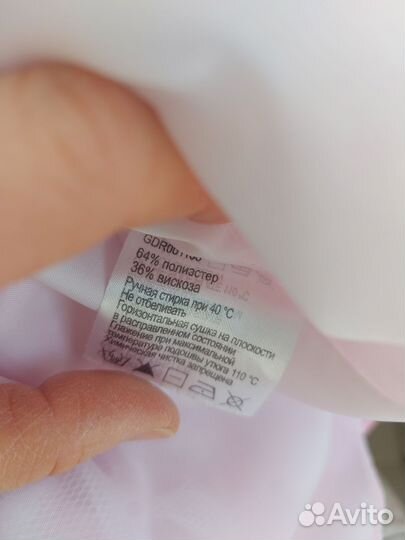 64% полиэстер
36% вискоза
Ручная стирка при 40 °C
Не отбеливать
Горизонтальная сушка на плоскости
в расправленном состоянии
Глажение при максимальной
температуре подошвы утюга 110 °C
Химическая чистка запрещена
Avito